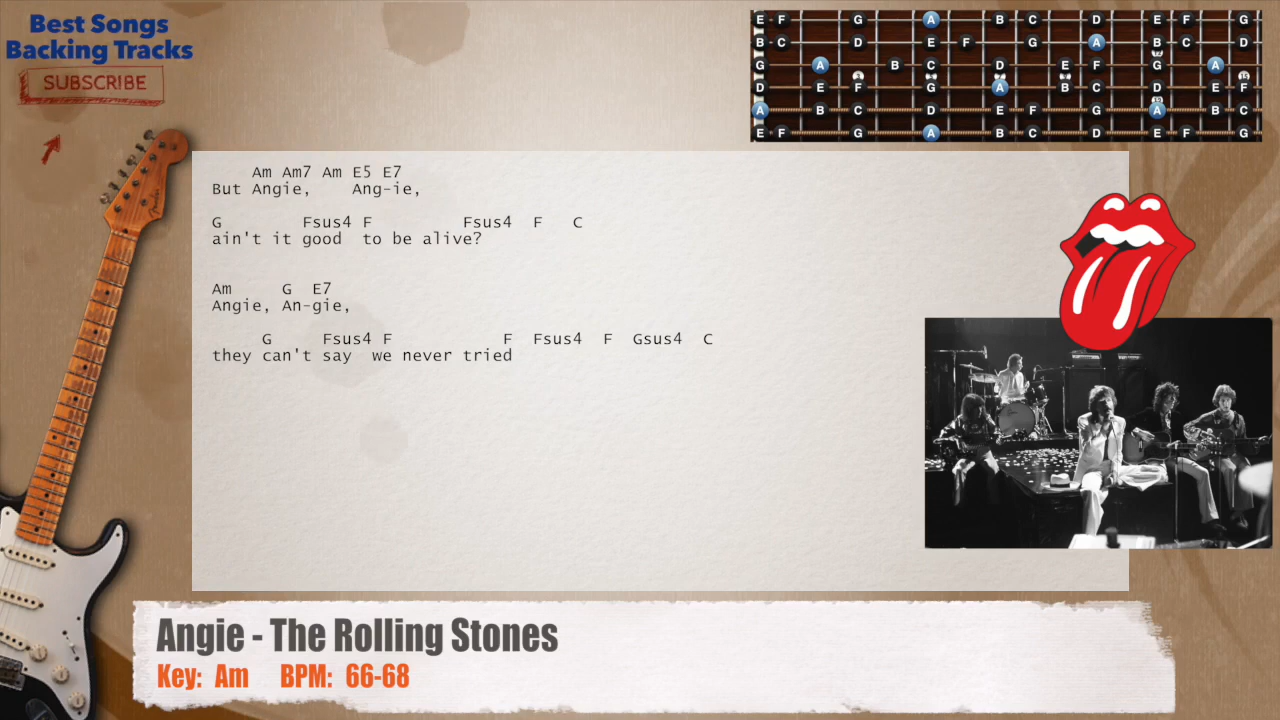 Best Songs
Backing Tracks
SUBSCRIBE
E F G A B C D E F G
B C D E F G A B C D
G A B C D E F G A
D E F G A B C D E F
A B C D E F G A B C
E F G A B C D E F G
    Am Am7 Am E5 E7
But Angie,    Ang-ie,
G        Fsus4 F         Fsus4  F   C
ain't it good  to be alive?
Am     G  E7
Angie, An-gie,
     G     Fsus4 F           F  Fsus4  F  Gsus4  C
they can't say  we never tried
Angie - The Rolling Stones
Key: Am BPM: 66-68